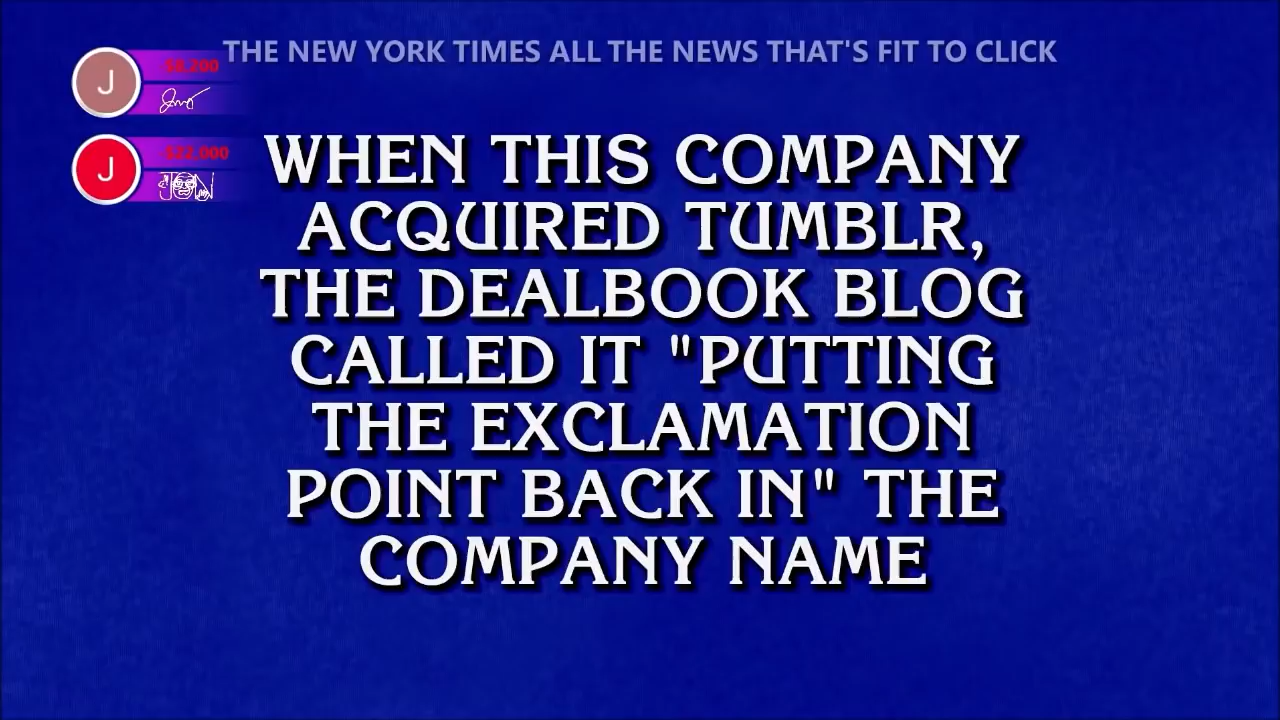 THE NEW YORK TIMES ALL THE NEWS THAT'S FIT TO CLICK
J
$8,200
J
$22,000
JON
WHEN THIS COMPANY
ACQUIRED TUMBLR,
THE DEALBOOK BLOG
CALLED IT "PUTTING
THE EXCLAMATION
POINT BACK IN" THE
COMPANY NAME